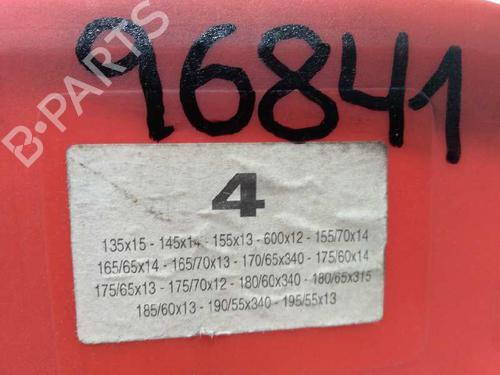 96841
B-PARTS
4
135x15 - 145x14 - 155x13 - 600x12 - 155/70x14
165/65x14 - 165/70x13 - 170/65x340 - 175/60x14
175/65x13 - 175/70x12 - 180/60x340 - 180/65x315
185/60x13 - 190/55x340 - 195/55x13